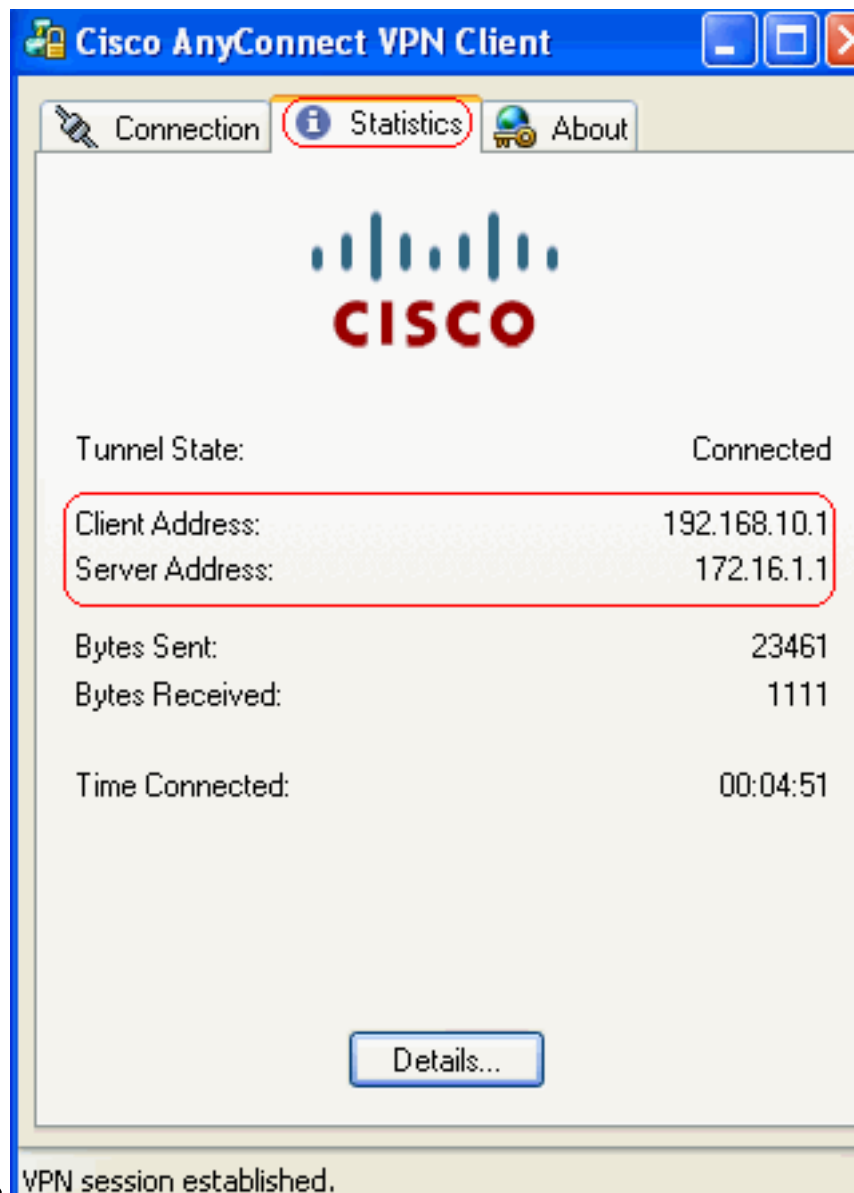 Cisco AnyConnect VPN Client
Connection Statistics About
CISCO
Tunnel State: Connected
Client Address: 192.168.10.1
Server Address: 172.16.1.1
Bytes Sent: 23461
Bytes Received: 1111
Time Connected: 00:04:51
Details...
VPN session established.